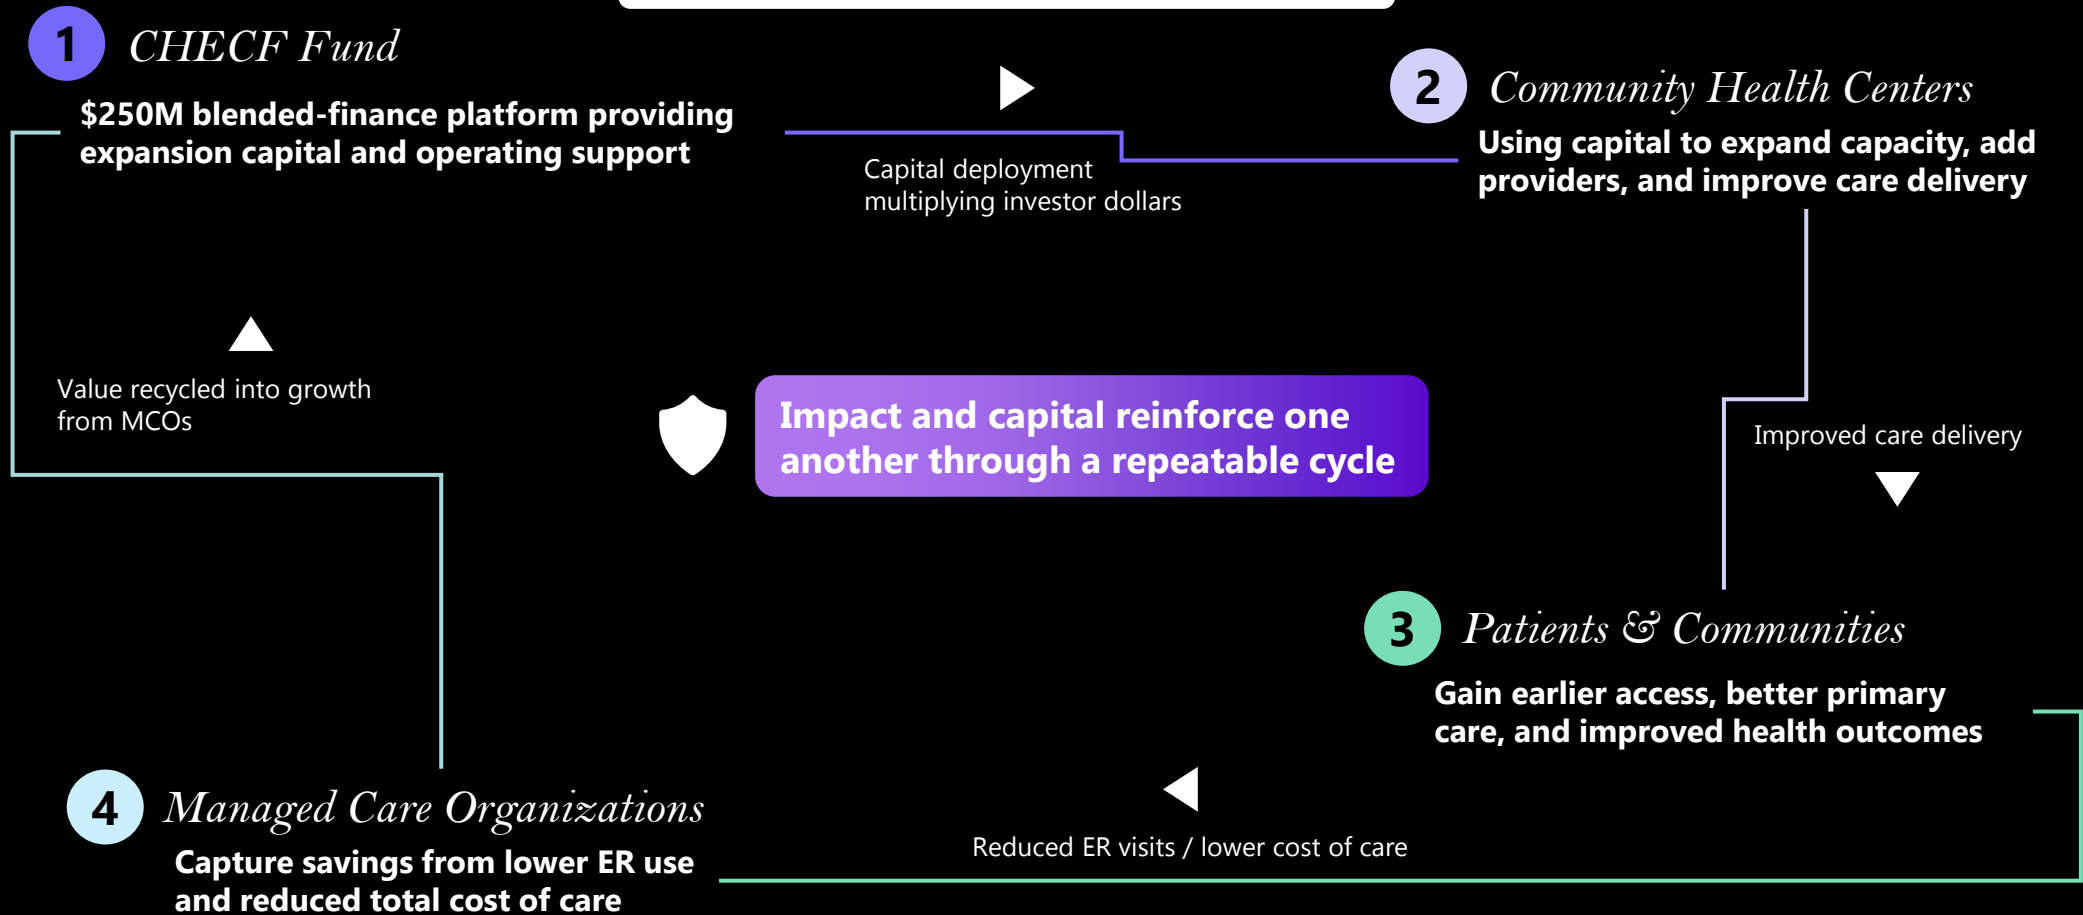 1
CHECF Fund
$250M blended-finance platform providing
expansion capital and operating support
Capital deployment
multiplying investor dollars
2
Community Health Centers
Using capital to expand capacity, add
providers, and improve care delivery
Value recycled into growth
from MCOs
Impact and capital reinforce one
another through a repeatable cycle
Improved care delivery
3
Patients & Communities
Gain earlier access, better primary
care, and improved health outcomes
4
Managed Care Organizations
Capture savings from lower ER use
and reduced total cost of care
Reduced ER visits / lower cost of care